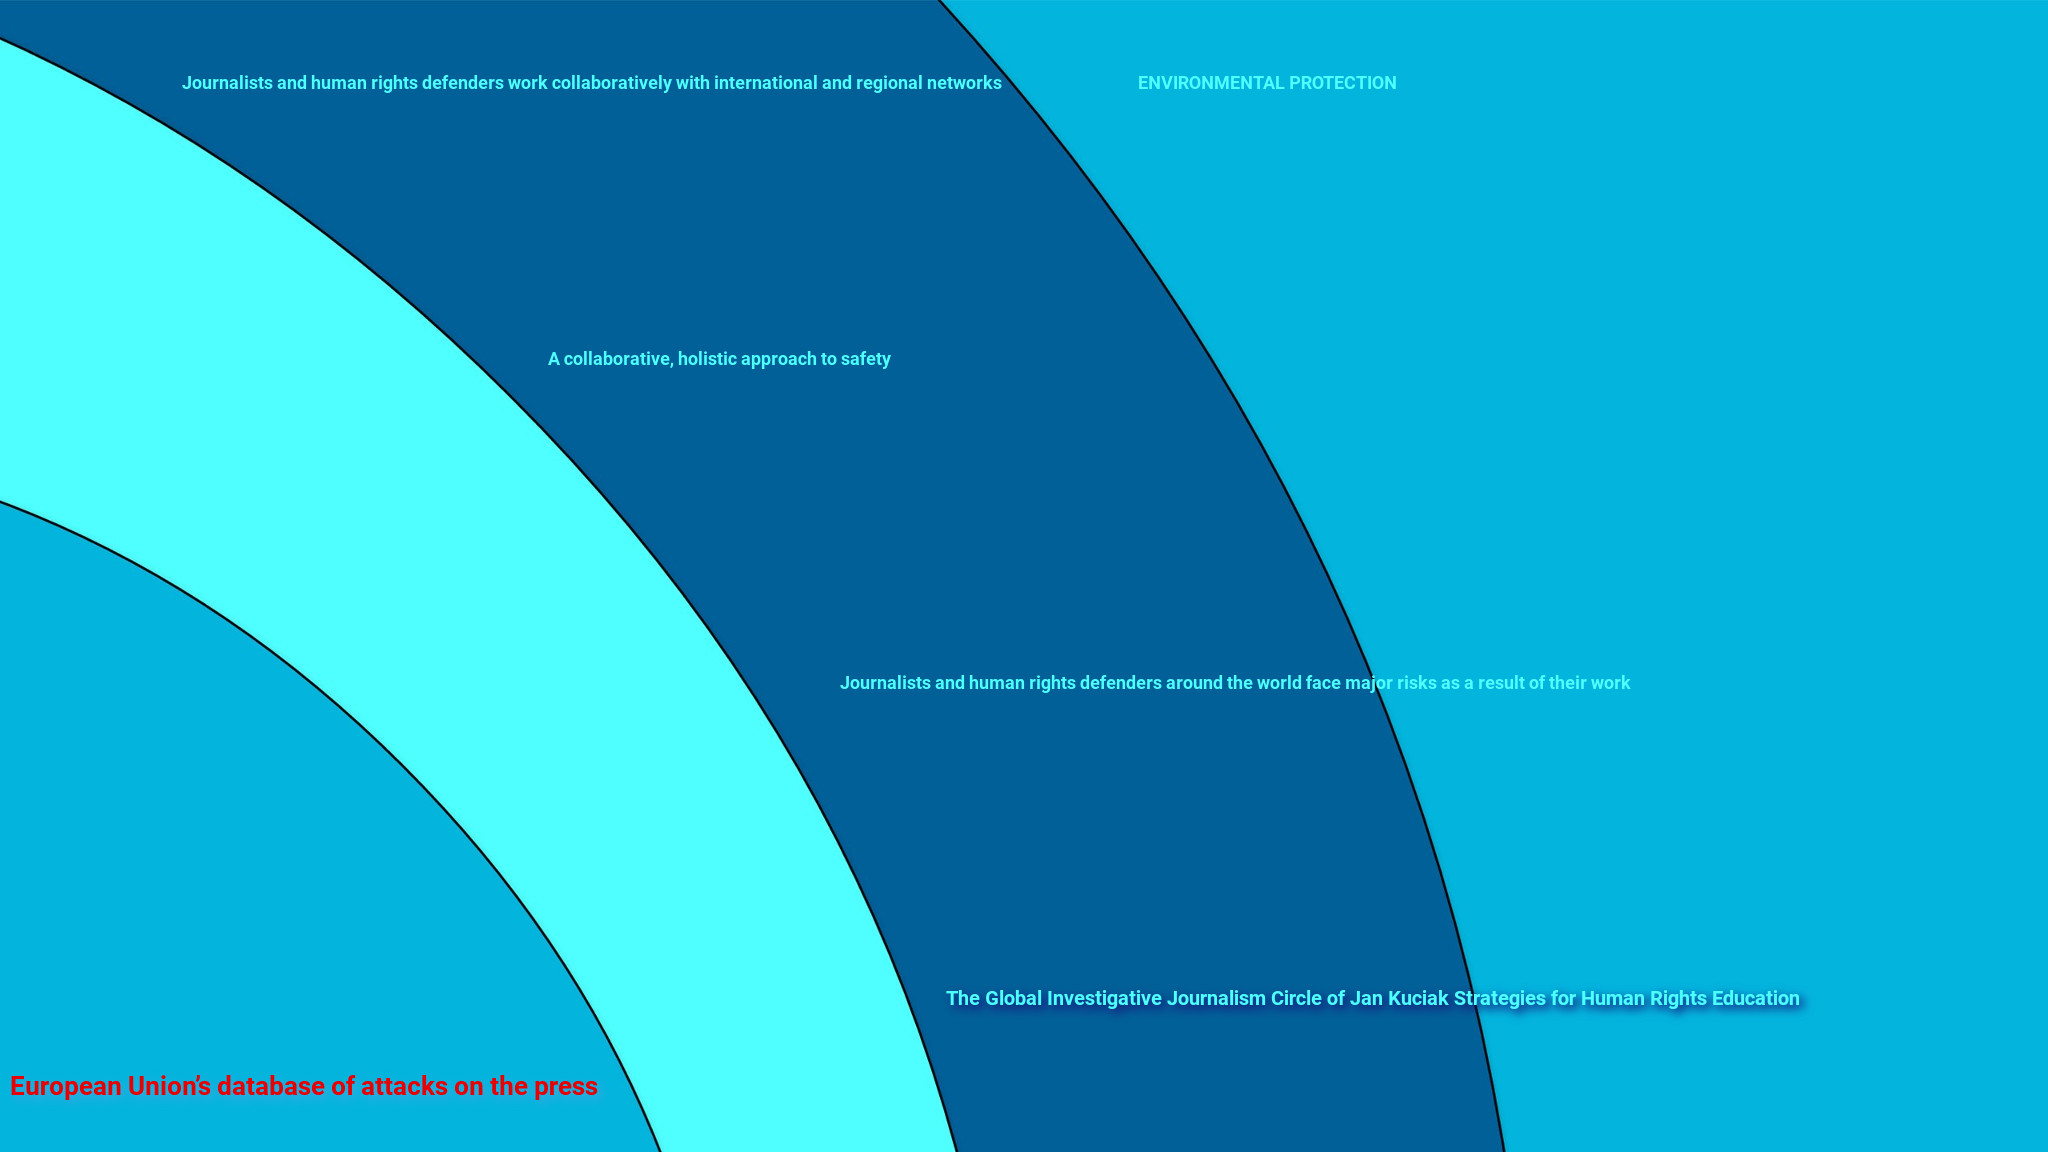 Journalists and human rights defenders work collaboratively with international and regional networks
ENVIRONMENTAL PROTECTION
A collaborative, holistic approach to safety
Journalists and human rights defenders around the world face major risks as a result of their work
The Global Investigative Journalism Circle of Jan Kuciak Strategies for Human Rights Education
European Union’s database of attacks on the press